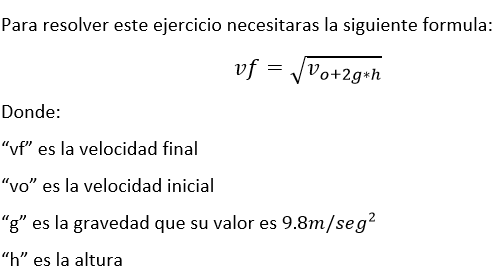 Para resolver este ejercicio necesitaras la siguiente formula:
𝑣𝑓 = √𝑣ₒ₊₂𝑔∗ℎ
Donde:
“vf” es la velocidad final
“vo” es la velocidad inicial
“g” es la gravedad que su valor es 9.8𝑚/𝑠𝑒𝑔²
“h” es la altura